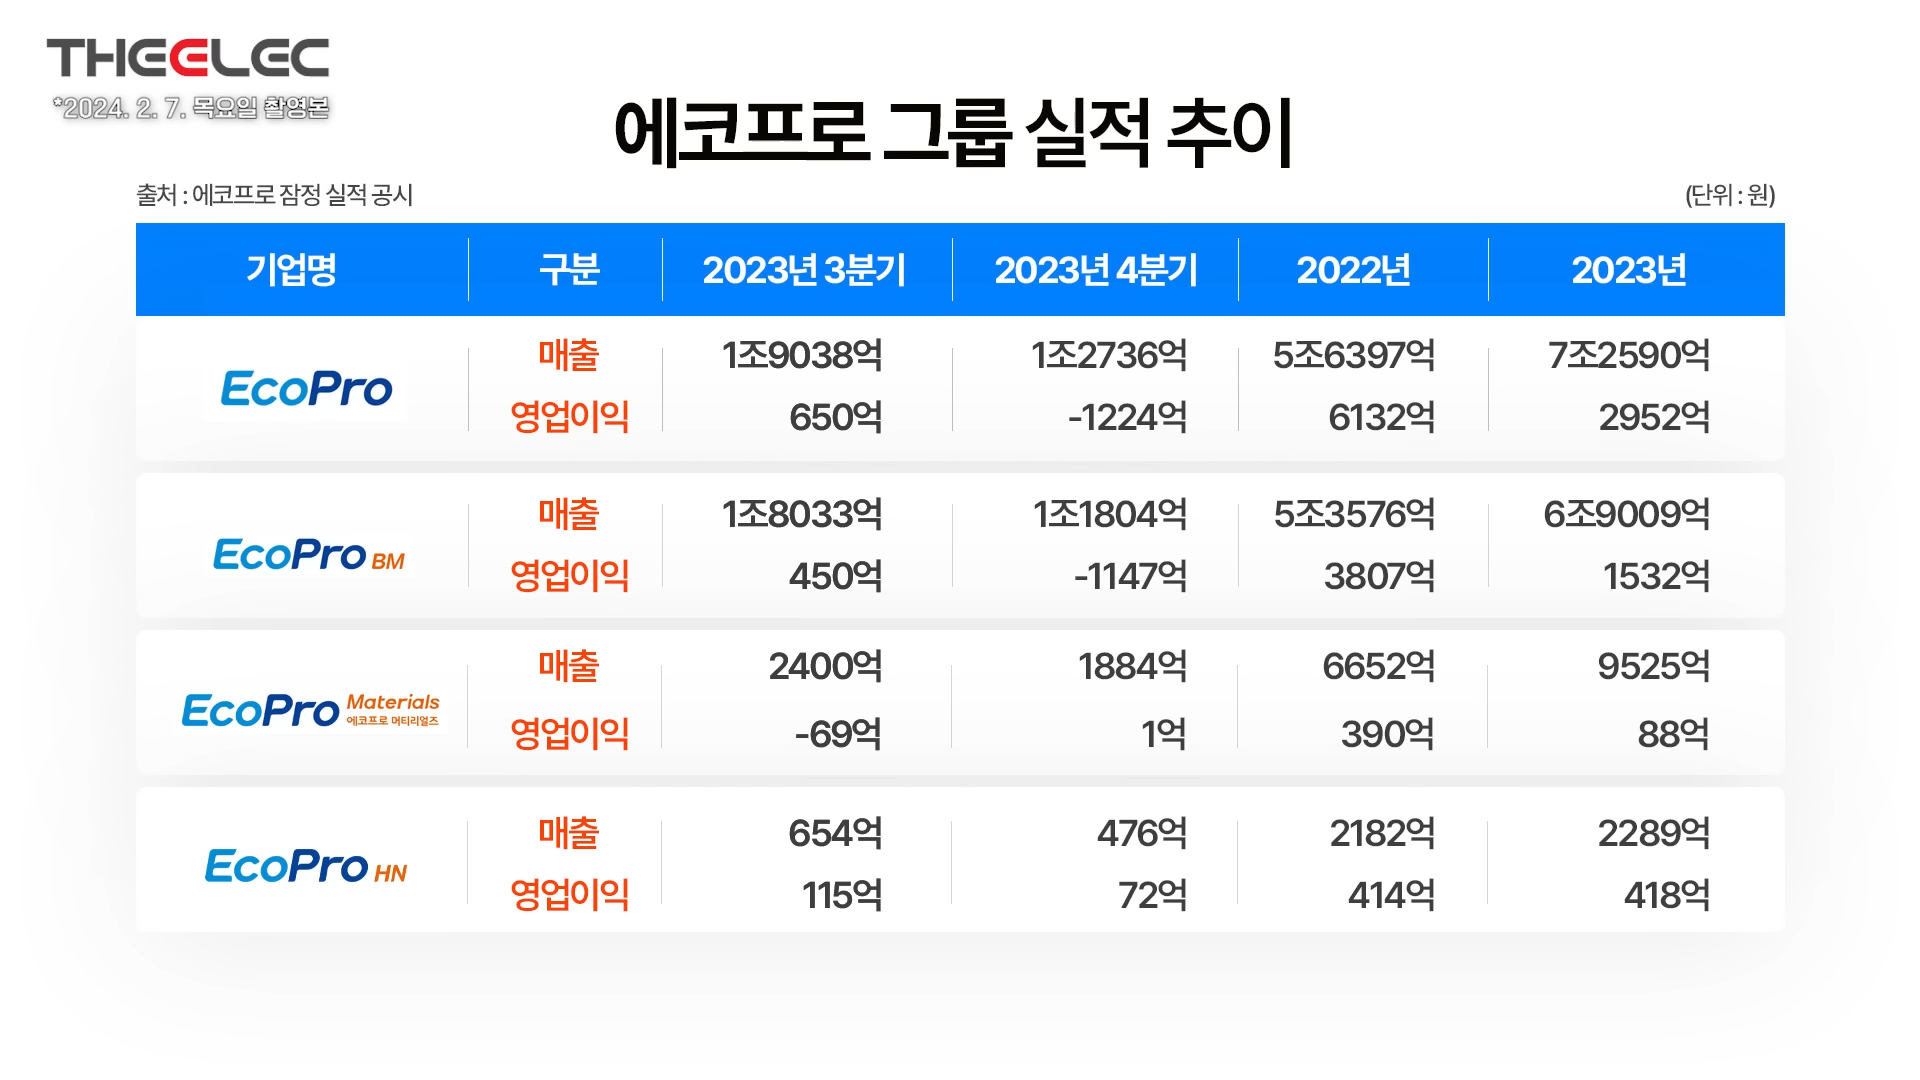 THEELEC
*2024. 2. 7. 목요일 촬영본
에코프로 그룹 실적 추이
출처 : 에코프로 잠정 실적 공시
(단위 : 원)
기업명 구분 2023년 3분기 2023년 4분기 2022년 2023년
EcoPro
매출 1조9038억 1조2736억 5조6397억 7조2590억
영업이익 650억 -1224억 6132억 2952억
EcoPro BM
매출 1조8033억 1조1804억 5조3576억 6조9009억
영업이익 450억 -1147억 3807억 1532억
EcoPro Materials
에코프로 머티리얼즈
매출 2400억 1884억 6652억 9525억
영업이익 -69억 1억 390억 88억
EcoPro HN
매출 654억 476억 2182억 2289억
영업이익 115억 72억 414억 418억